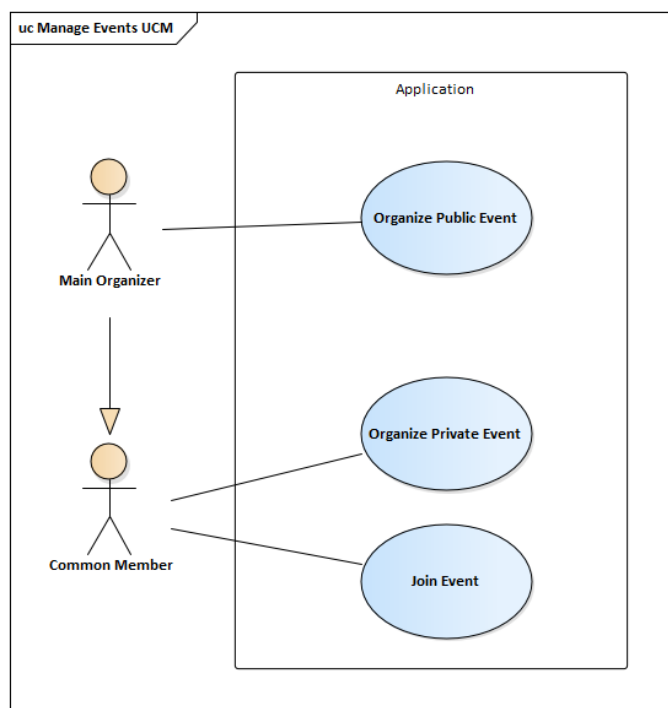 uc Manage Events UCM
Application
Organize Public Event
Main Organizer
Organize Private Event
Common Member
Join Event